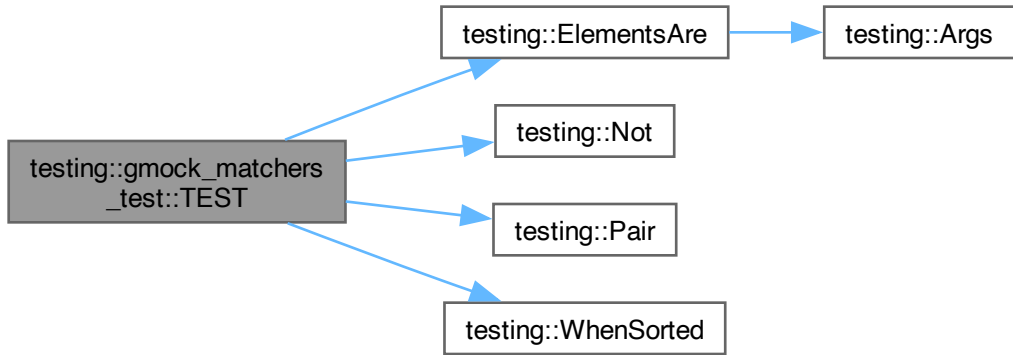 testing::ElementsAre
testing::Args
testing::Not
testing::gmock_matchers
_test::TEST
testing::Pair
testing::WhenSorted